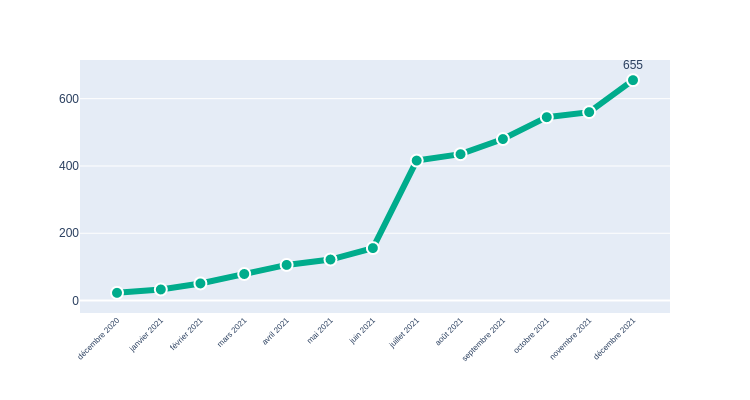 655
600
400
200
0
décembre 2020
janvier 2021
février 2021
mars 2021
avril 2021
mai 2021
juin 2021
juillet 2021
août 2021
septembre 2021
octobre 2021
novembre 2021
décembre 2021